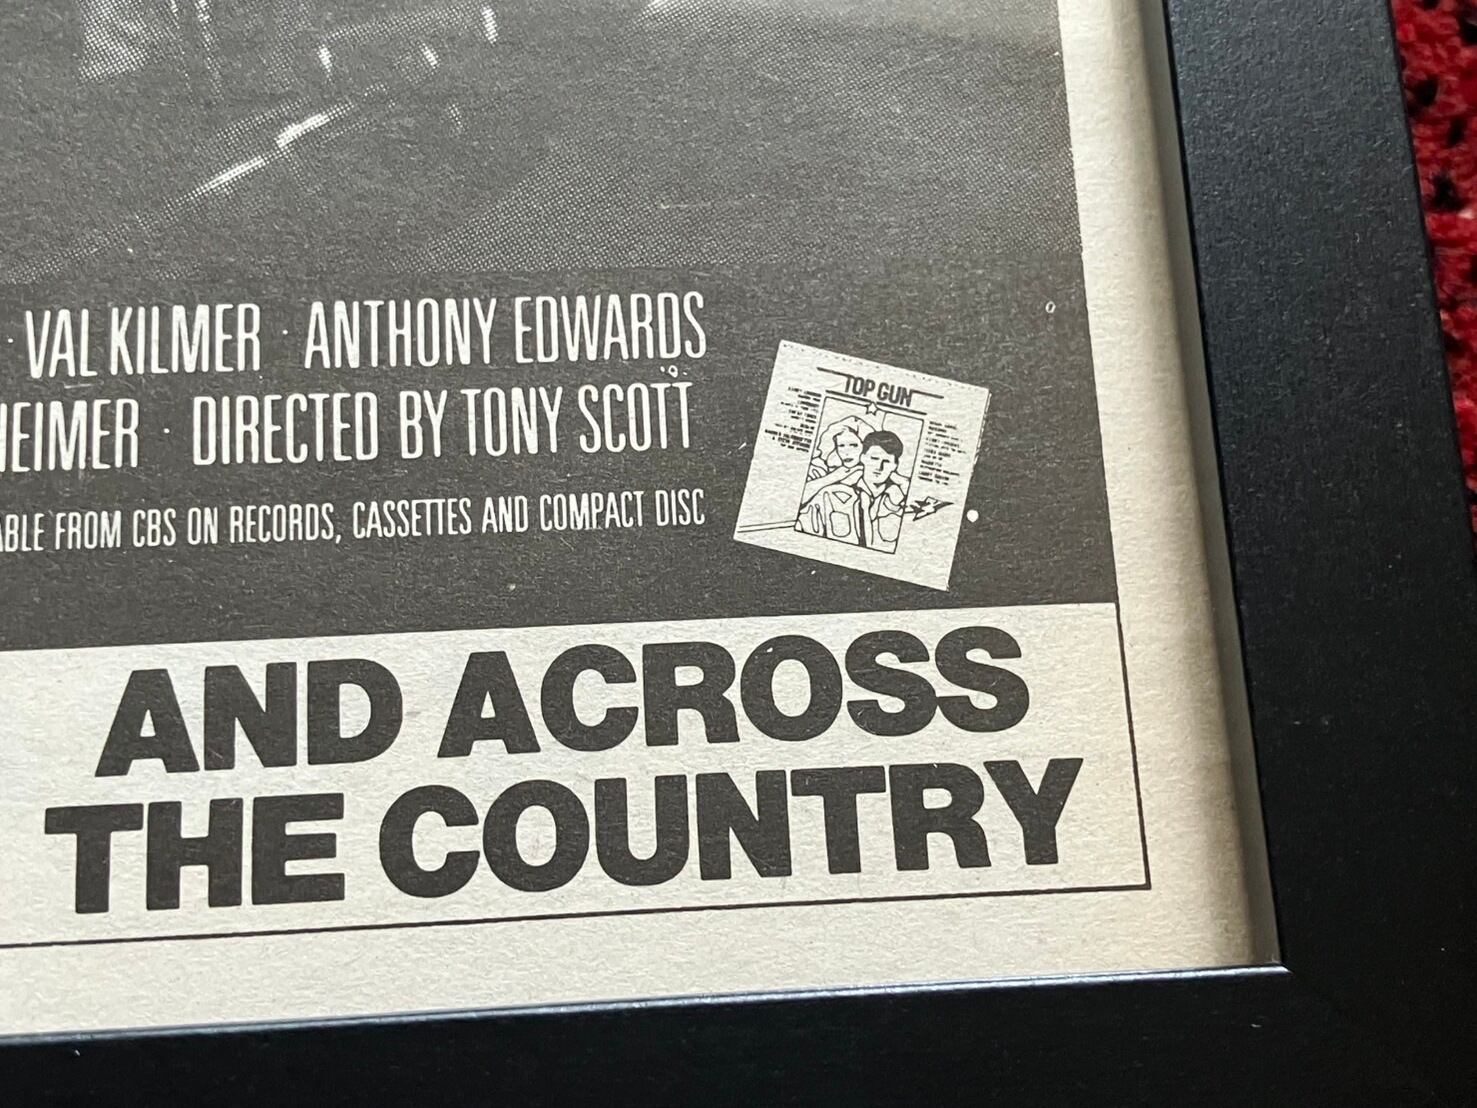 · VAL KILMER · ANTHONY EDWARDS
HEIMER · DIRECTED BY TONY SCOTT
ABLE FROM CBS ON RECORDS, CASSETTES AND COMPACT DISC
TOP GUN
AND ACROSS
THE COUNTRY